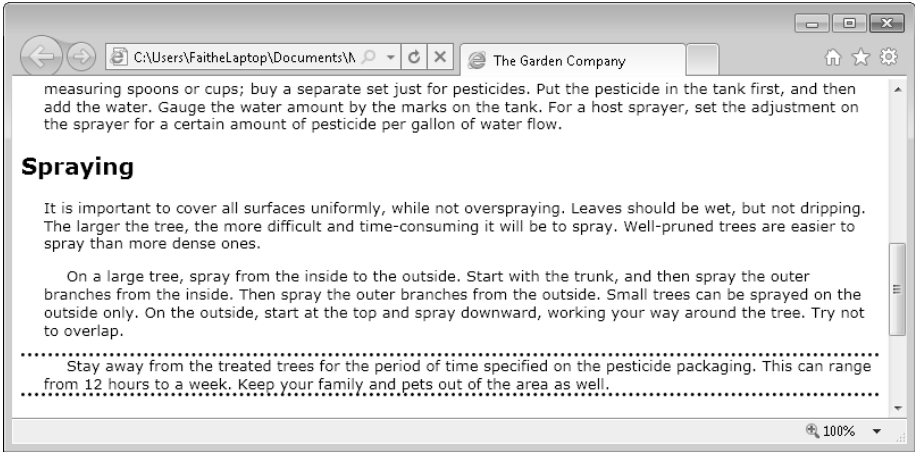 C:\Users\FaitheLaptop\Documents\M
The Garden Company
measuring spoons or cups; buy a separate set just for pesticides. Put the pesticide in the tank first, and then
add the water. Gauge the water amount by the marks on the tank. For a host sprayer, set the adjustment on
the sprayer for a certain amount of pesticide per gallon of water flow.
Spraying
It is important to cover all surfaces uniformly, while not overspraying. Leaves should be wet, but not dripping.
The larger the tree, the more difficult and time-consuming it will be to spray. Well-pruned trees are easier to
spray than more dense ones.
On a large tree, spray from the inside to the outside. Start with the trunk, and then spray the outer
branches from the inside. Then spray the outer branches from the outside. Small trees can be sprayed on the
outside only. On the outside, start at the top and spray downward, working your way around the tree. Try not
to overlap.
Stay away from the treated trees for the period of time specified on the pesticide packaging. This can range
from 12 hours to a week. Keep your family and pets out of the area as well.
100%